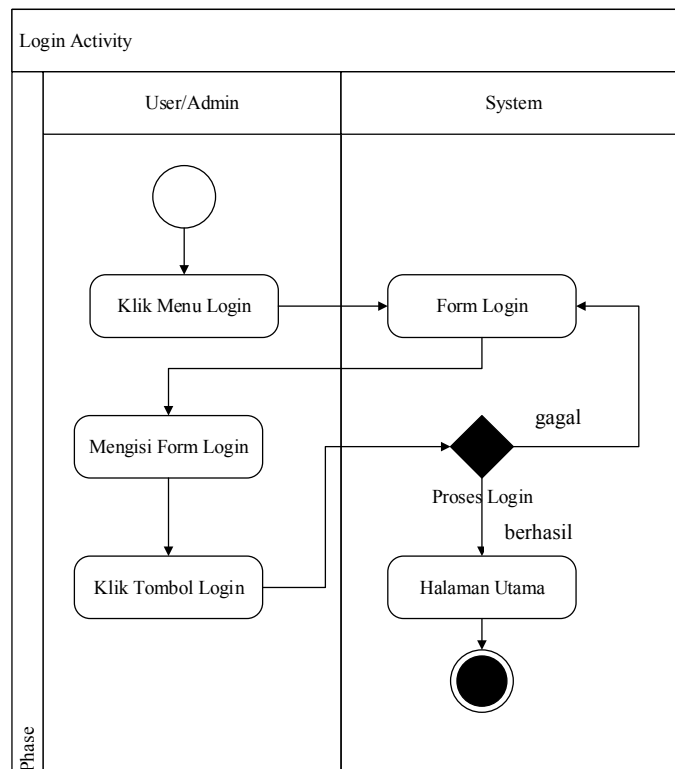 Login Activity
User/Admin
System
Klik Menu Login
Form Login
Mengisi Form Login
gagal
Proses Login
berhasil
Klik Tombol Login
Halaman Utama
Phase